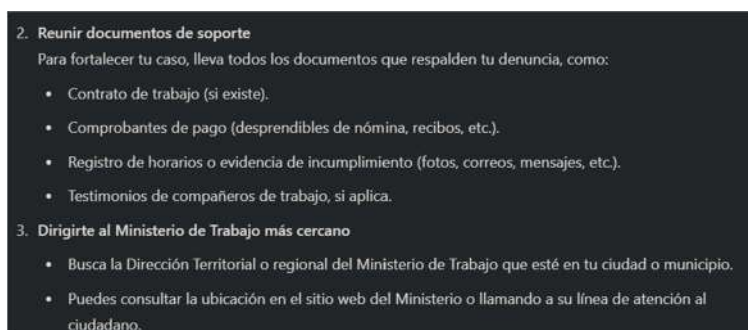 2. Reunir documentos de soporte
Para fortalecer tu caso, lleva todos los documentos que respalden tu denuncia, como:
• Contrato de trabajo (si existe).
• Comprobantes de pago (desprendibles de nómina, recibos, etc.).
• Registro de horarios o evidencia de incumplimiento (fotos, correos, mensajes, etc.).
• Testimonios de compañeros de trabajo, si aplica.
3. Dirigirte al Ministerio de Trabajo más cercano
• Busca la Dirección Territorial o regional del Ministerio de Trabajo que esté en tu ciudad o municipio.
• Puedes consultar la ubicación en el sitio web del Ministerio o llamando a su línea de atención al
ciudadano.